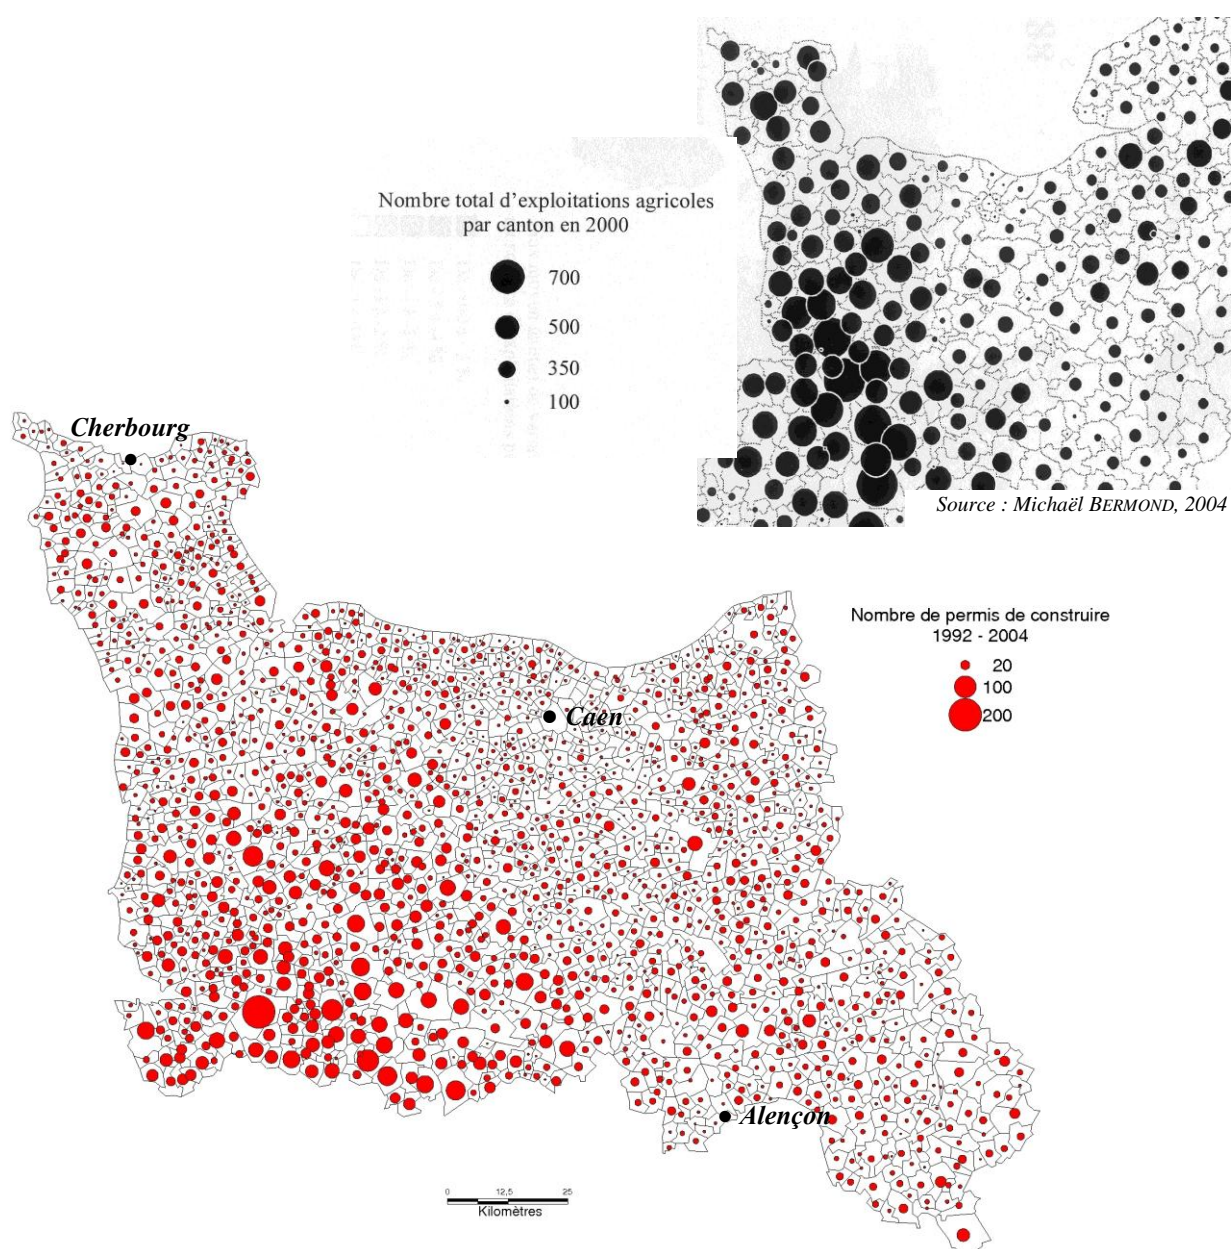 Nombre total d'exploitations agricoles
par canton en 2000
700
500
350
100
Source : Michaël BERMOND, 2004
Cherbourg
Nombre de permis de construire
1992 - 2004
20
100
200
Caen
Alençon
0 12,5 25
Kilomètres